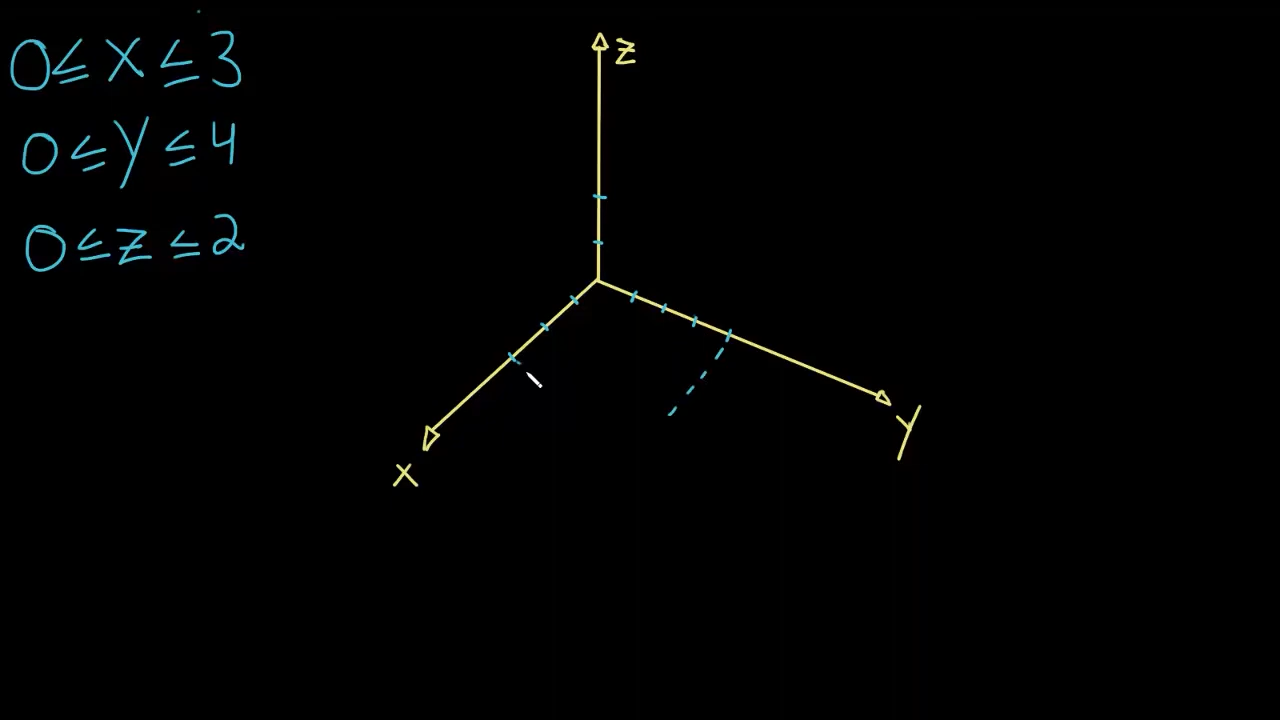 0 ≤ X ≤ 3
0 ≤ Y ≤ 4
0 ≤ Z ≤ 2
Z
Y
X